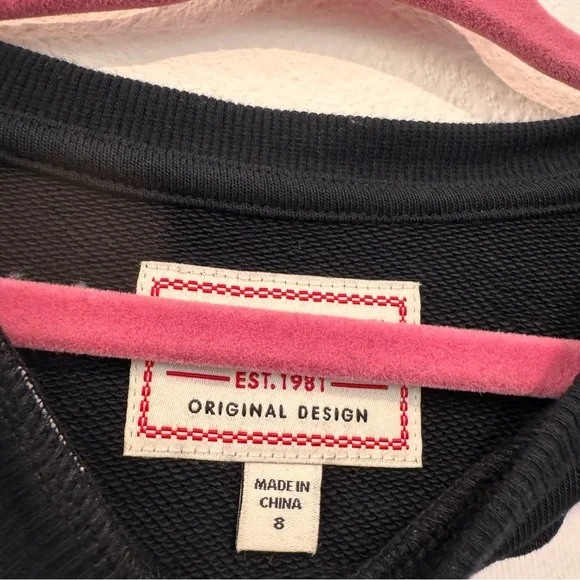 EST. 1981
ORIGINAL DESIGN
MADE IN
CHINA
8